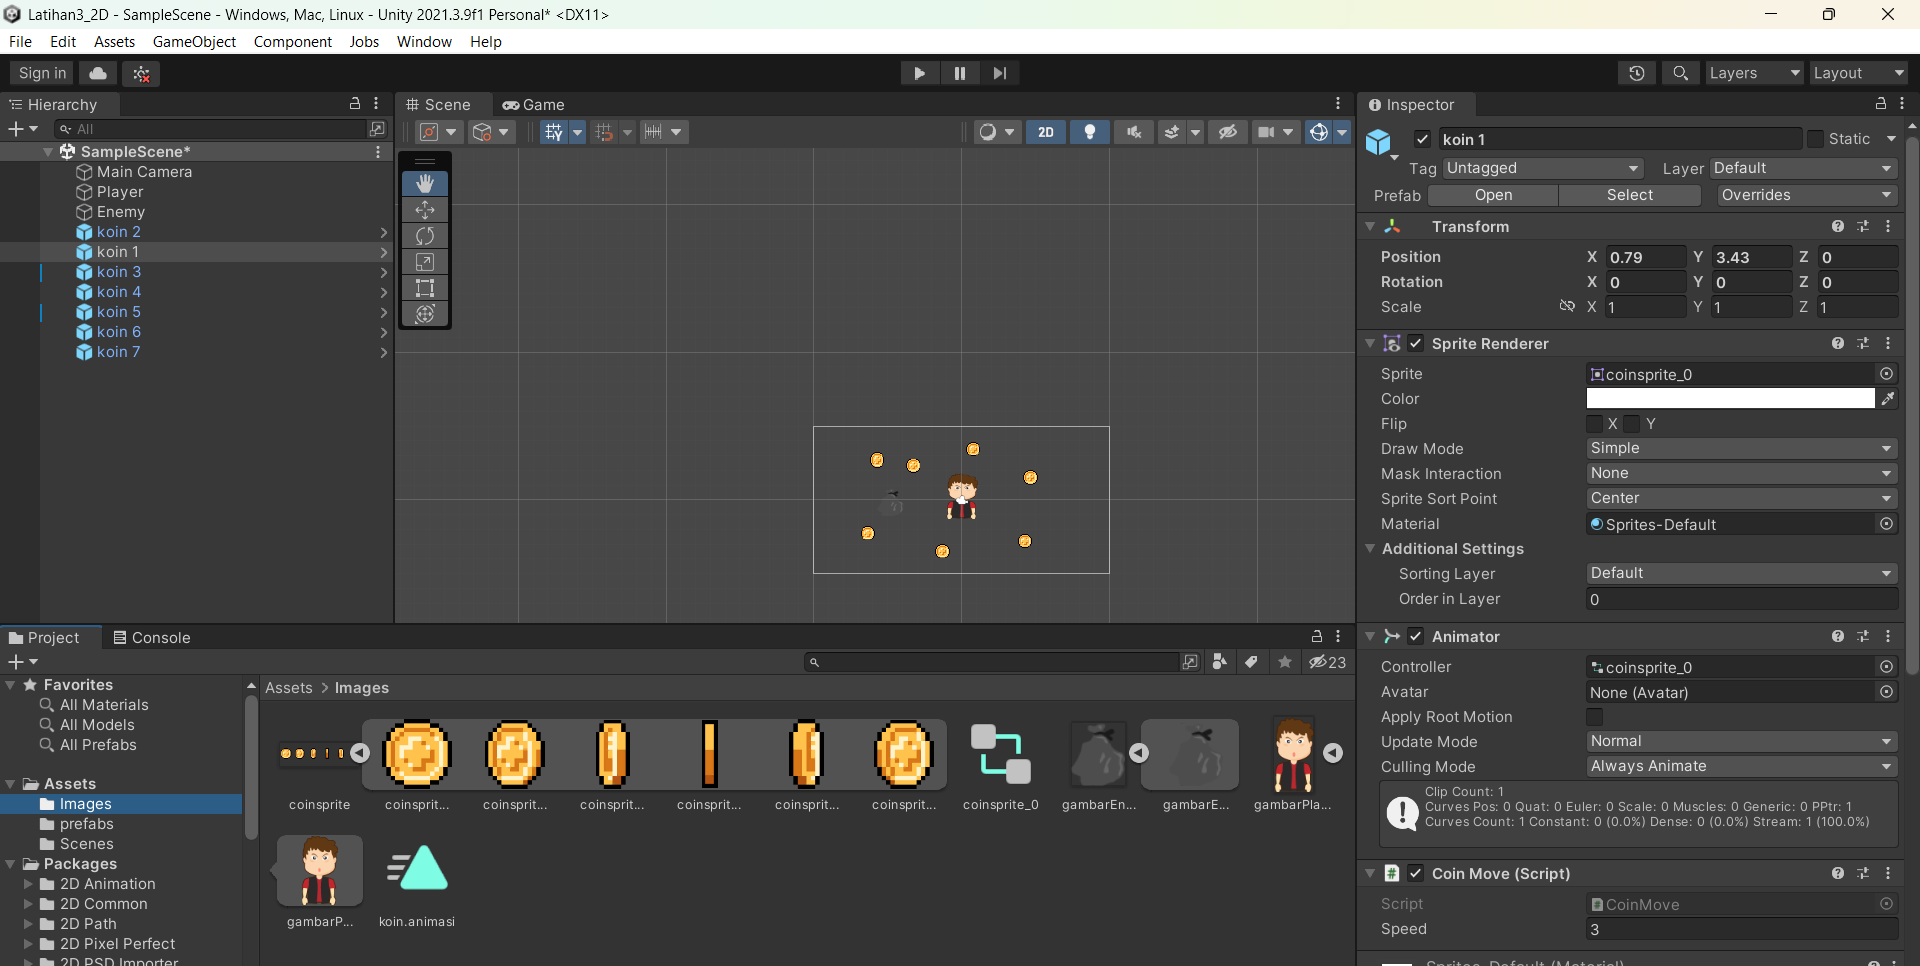 Latihan3_2D - SampleScene - Windows, Mac, Linux - Unity 2021.3.9f1 Personal* <DX11>
File Edit Assets GameObject Component Jobs Window Help
Sign in
Layers
Layout
Hierarchy
All
SampleScene*
Main Camera
Player
Enemy
koin 2
koin 1
koin 3
koin 4
koin 5
koin 6
koin 7
Scene
Game
2D
Inspector
koin 1
Static
Tag Untagged Layer Default
Prefab Open Select Overrides
Transform
Position X 0.79 Y 3.43 Z 0
Rotation X 0 Y 0 Z 0
Scale X 1 Y 1 Z 1
Sprite Renderer
Sprite coinsprite_0
Color
Flip X Y
Draw Mode Simple
Mask Interaction None
Sprite Sort Point Center
Material Sprites-Default
Additional Settings
Sorting Layer Default
Order in Layer 0
Animator
Controller coinsprite_0
Avatar None (Avatar)
Apply Root Motion
Update Mode Normal
Culling Mode Always Animate
Clip Count: 1
Curves Pos: 0 Quat: 0 Euler: 0 Scale: 0 Muscles: 0 Generic: 0 PPtr: 1
Curves Count: 1 Constant: 0 (0.0%) Dense: 0 (0.0%) Stream: 1 (100.0%)
Coin Move (Script)
Script CoinMove
Speed 3
Sprites-Default (Material)
Project
Console
23
Favorites
All Materials
All Models
All Prefabs
Assets
Images
prefabs
Scenes
Packages
2D Animation
2D Common
2D Path
2D Pixel Perfect
2D PSD Importer
Assets > Images
coinsprite
coinsprit...
coinsprit...
coinsprit...
coinsprit...
coinsprit...
coinsprit...
coinsprite_0
gambarEn...
gambarE...
gambarPla...
gambarP...
koin.animasi